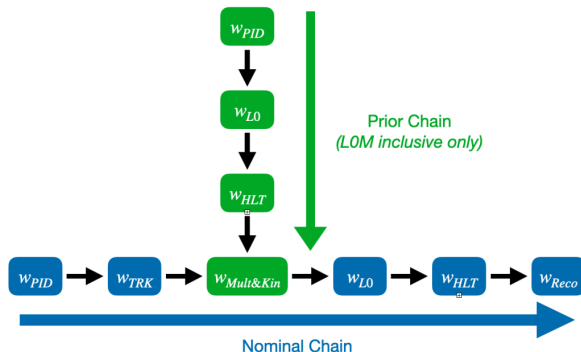 w_PID
w_L0
Prior Chain
(L0M inclusive only)
w_HLT
w_PID w_TRK w_Mult&Kin w_L0 w_HLT w_Reco
Nominal Chain